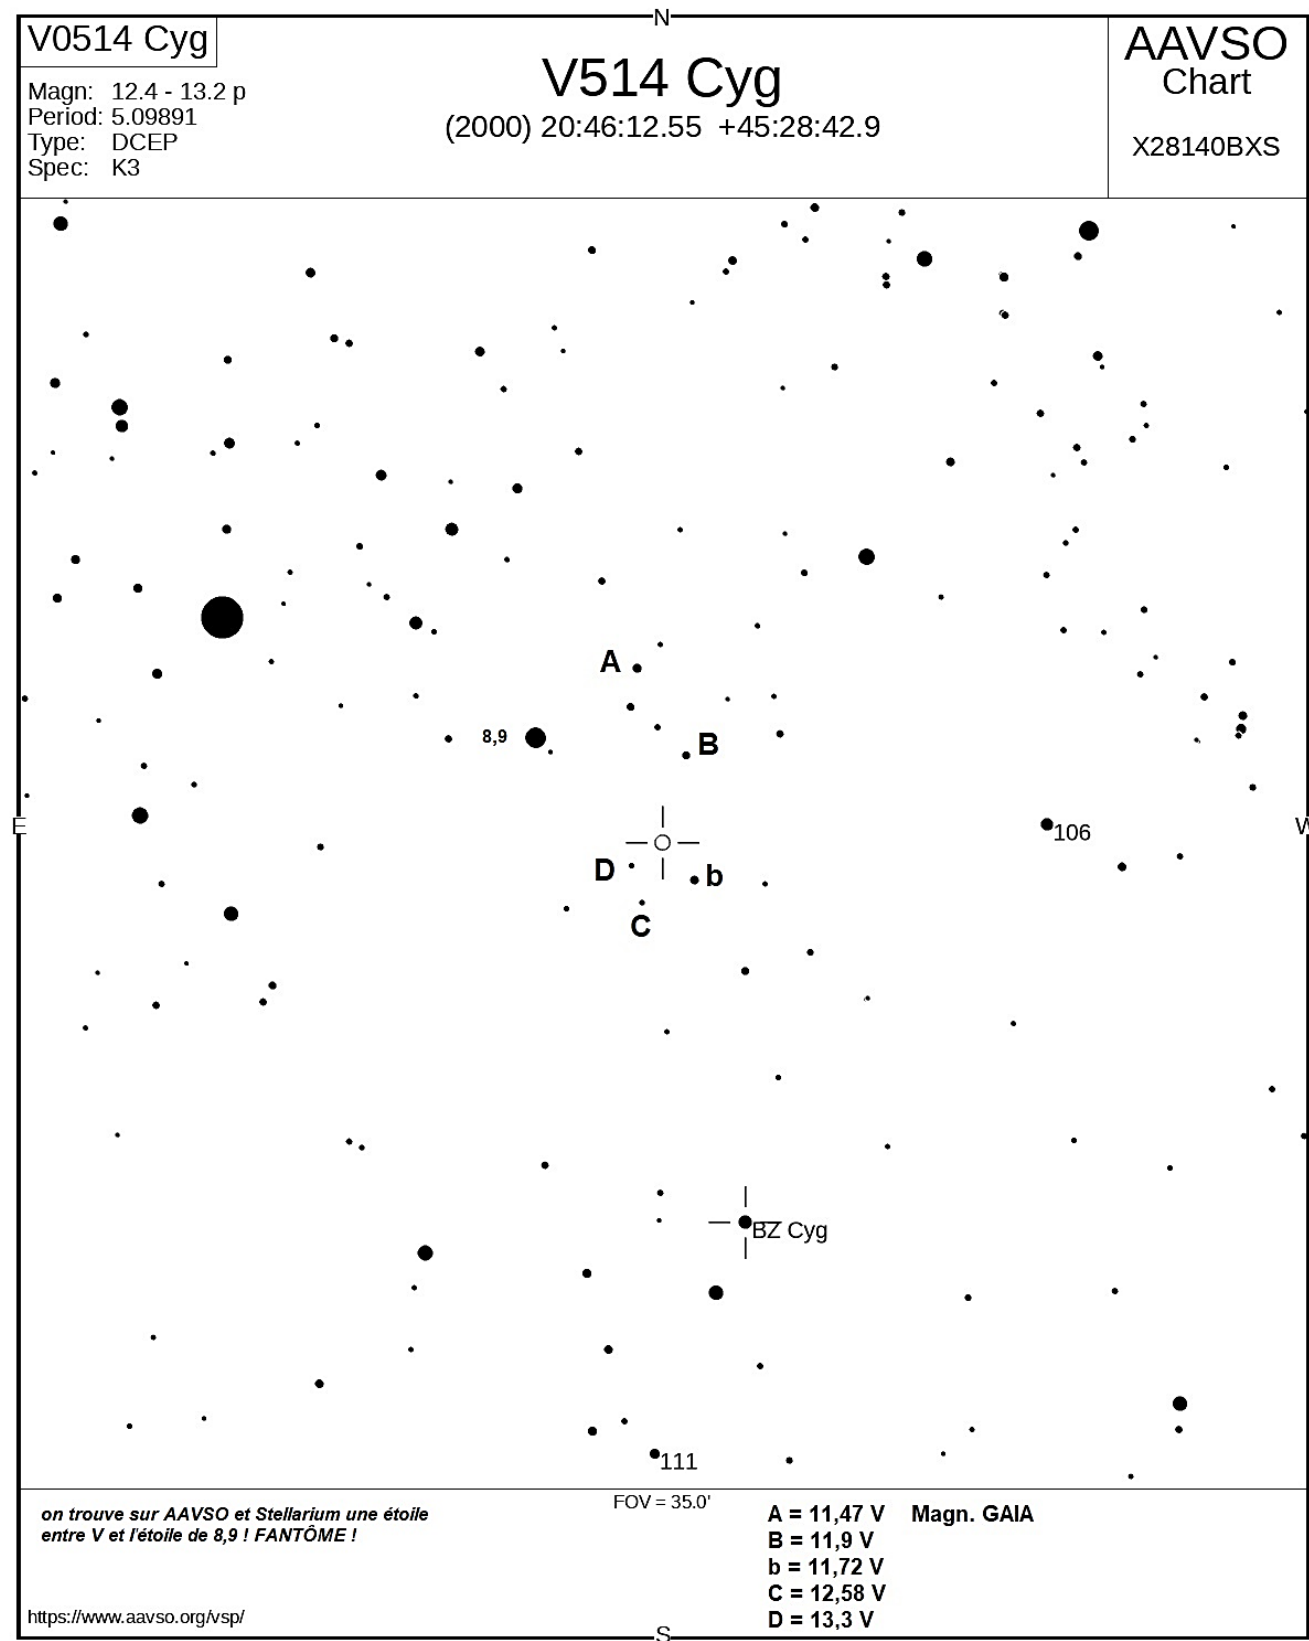 N
V0514 Cyg
Magn: 12.4 - 13.2 p
Period: 5.09891
Type: DCEP
Spec: K3
V514 Cyg
(2000) 20:46:12.55 +45:28:42.9
AAVSO
Chart
X28140BXS
A
8,9
B
E
W
106
D
b
C
BZ Cyg
111
FOV = 35.0'
on trouve sur AAVSO et Stellarium une étoile
entre V et l'étoile de 8,9 ! FANTÔME !
https://www.aavso.org/vsp/
A = 11,47 V Magn. GAIA
B = 11,9 V
b = 11,72 V
C = 12,58 V
D = 13,3 V
S